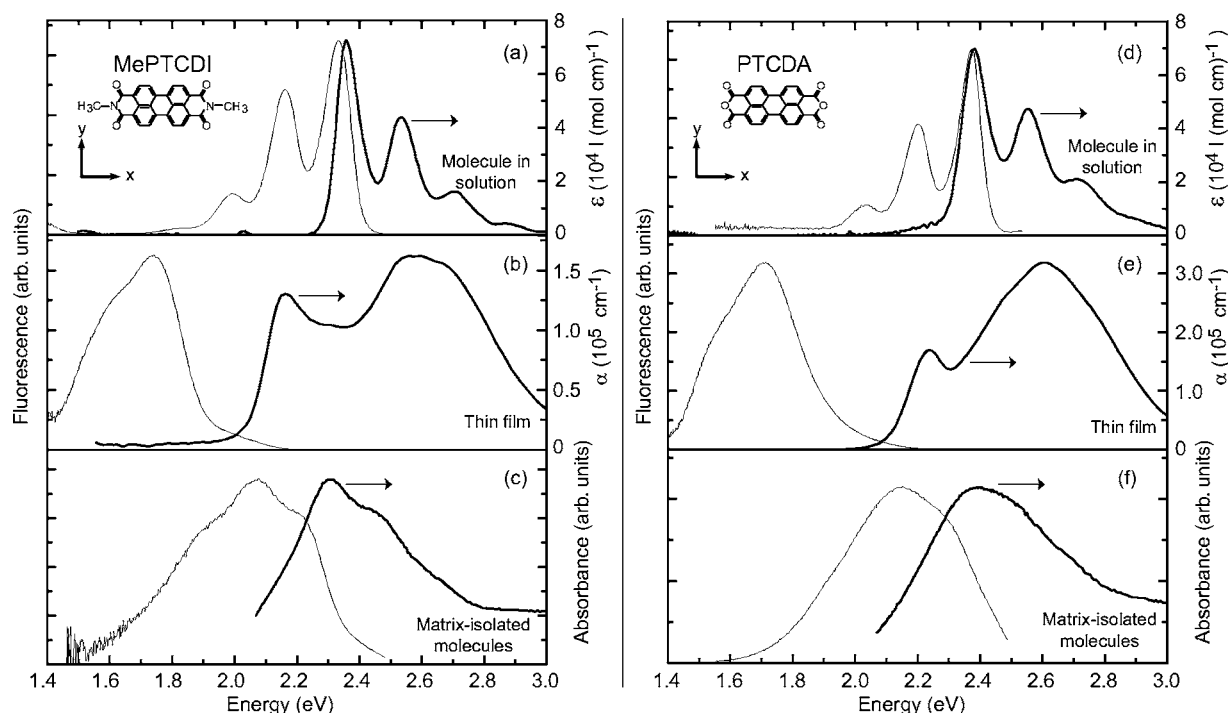 MePTCDI
(a)
H₃C-N
N-CH₃
O
O
O
O
y
x
Molecule in
solution
8
6
4
2
0
ε (10⁴ l (mol cm)⁻¹
(b)
Thin film
1.5
1.0
0.5
0
α (10⁵ cm⁻¹)
Fluorescence (arb. units)
(c)
Matrix-isolated
molecules
Absorbance (arb. units)
1.4 1.6 1.8 2.0 2.2 2.4 2.6 2.8 3.0
Energy (eV)
PTCDA
(d)
O
O
O
O
O
O
y
x
Molecule in
solution
8
6
4
2
0
ε (10⁴ l (mol cm)⁻¹
(e)
Thin film
3.0
2.0
1.0
0
α (10⁵ cm⁻¹)
Fluorescence (arb. units)
(f)
Matrix-isolated
molecules
Absorbance (arb. units)
1.4 1.6 1.8 2.0 2.2 2.4 2.6 2.8 3.0
Energy (eV)